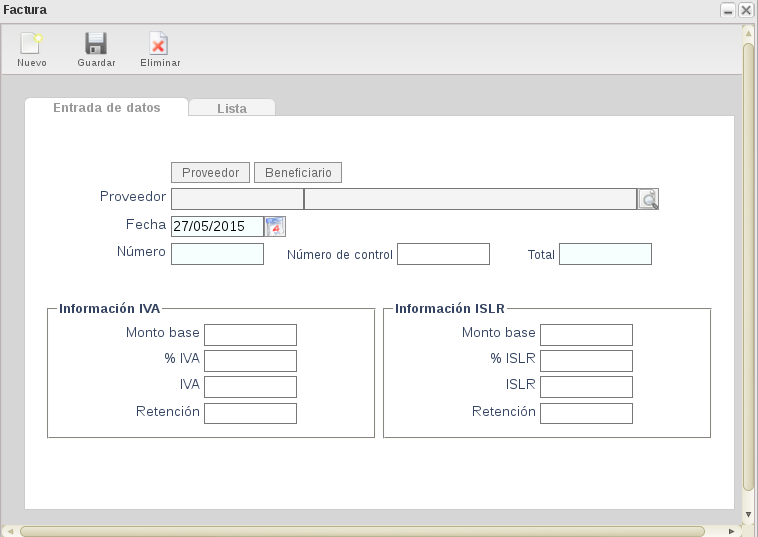 Factura
Nuevo Guardar Eliminar
Entrada de datos Lista
Proveedor Beneficiario
Proveedor
Fecha 27/05/2015
Número Número de control Total
Información IVA Información ISLR
Monto base Monto base
% IVA % ISLR
IVA ISLR
Retención Retención